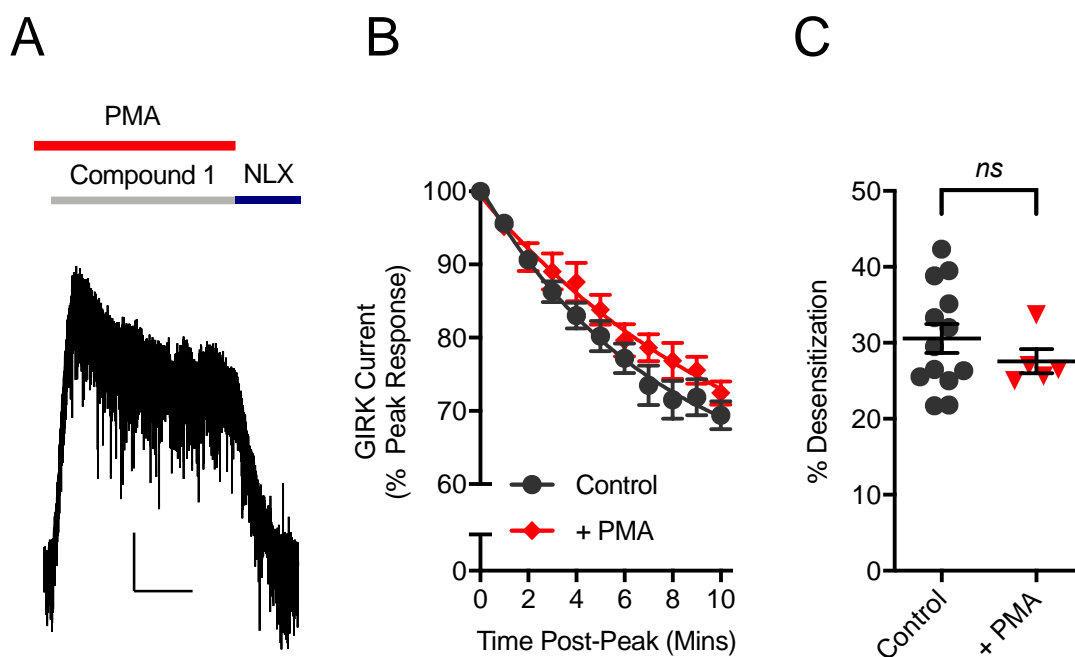 A
PMA
Compound 1 NLX
B
GIRK Current
(% Peak Response)
100
90
80
70
60
0
Control
+ PMA
0 2 4 6 8 10
Time Post-Peak (Mins)
C
ns
% Desensitization
50
40
30
20
10
0
Control
+ PMA